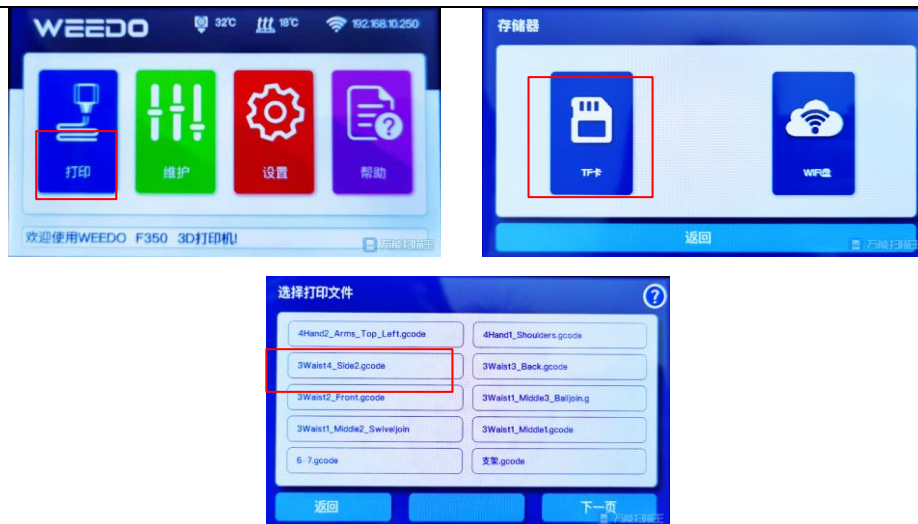 WEEDO 32℃ 18℃ 192.168.10.250
打印 维护 设置 帮助
欢迎使用WEEDO F350 3D打印机!
万能扫描王
存储器
TF卡 WIFI盘
返回
万能扫描王
选择打印文件 ?
4Hand2_Arms_Top_Left.gcode 4Hand1_Shoulders.gcode
3Waist4_Side2.gcode 3Waist3_Back.gcode
3Waist2_Front.gcode 3Waist1_Middle3_Balljoin.g
3Waist1_Middle2_Swiveljoin 3Waist1_Middle1.gcode
6-7.gcode 支架.gcode
返回 下一页
万能扫描王